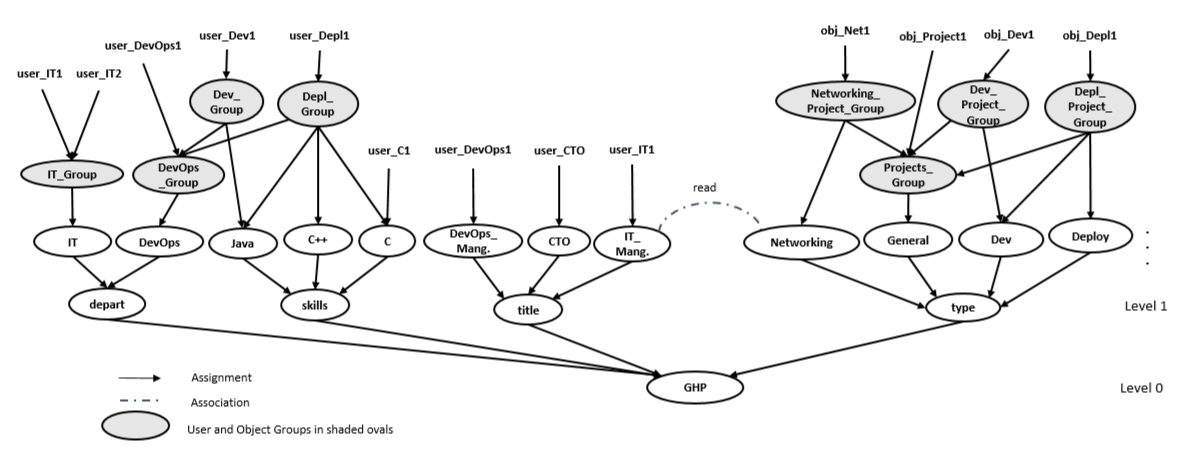 user_IT1
user_IT2
user_DevOps1
user_Dev1
user_Depl1
obj_Net1
obj_Project1
obj_Dev1
obj_Depl1
Dev_
Group
Depl_
Group
Networking_
Project_Group
Dev_
Project_
Group
Depl_
Project_
Group
IT_Group
DevOps
_Group
user_C1
user_DevOps1
user_CTO
user_IT1
read
Projects_
Group
IT
DevOps
Java
C++
C
DevOps_
Mang.
CTO
IT_
Mang.
Networking
General
Dev
Deploy
depart
skills
title
type
Level 1
GHP
Level 0
Assignment
Association
User and Object Groups in shaded ovals